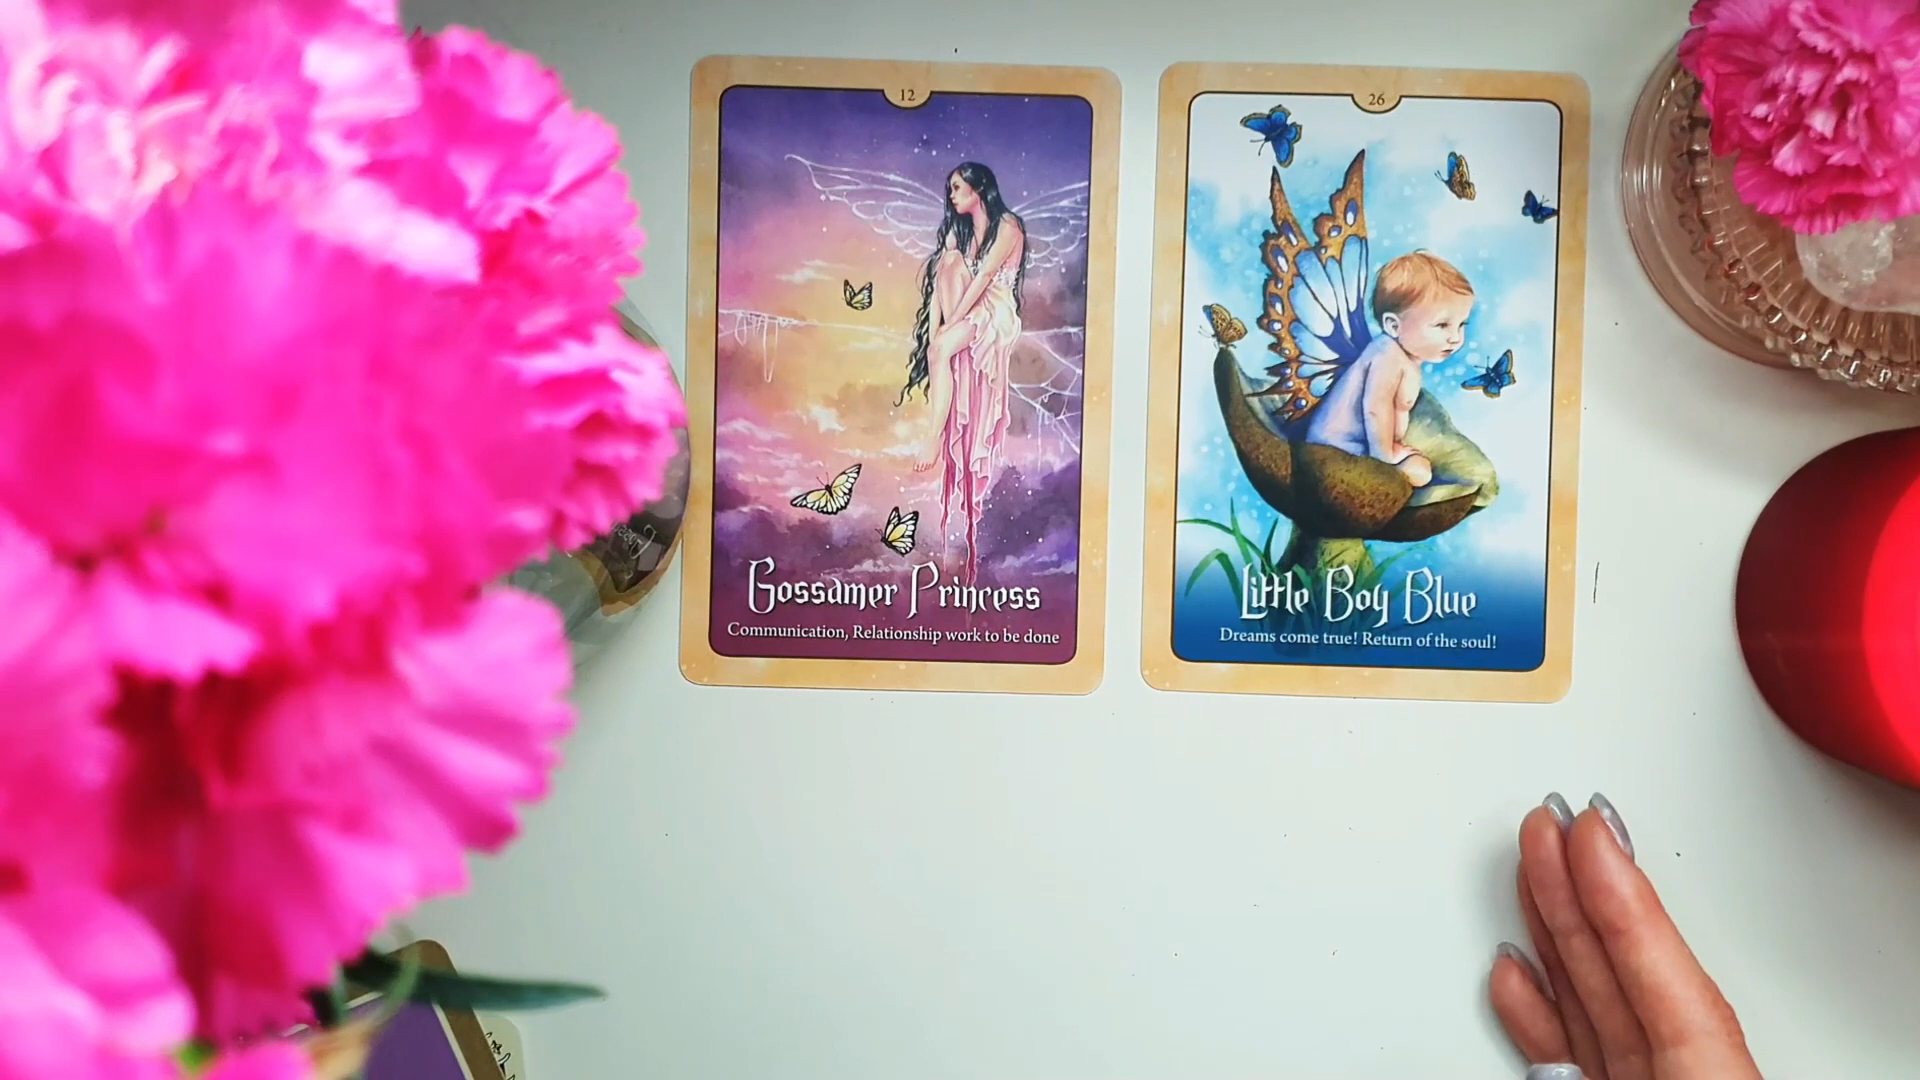 12
Gossamer Princess
Communication, Relationship work to be done
26
Little Boy Blue
Dreams come true! Return of the soul!